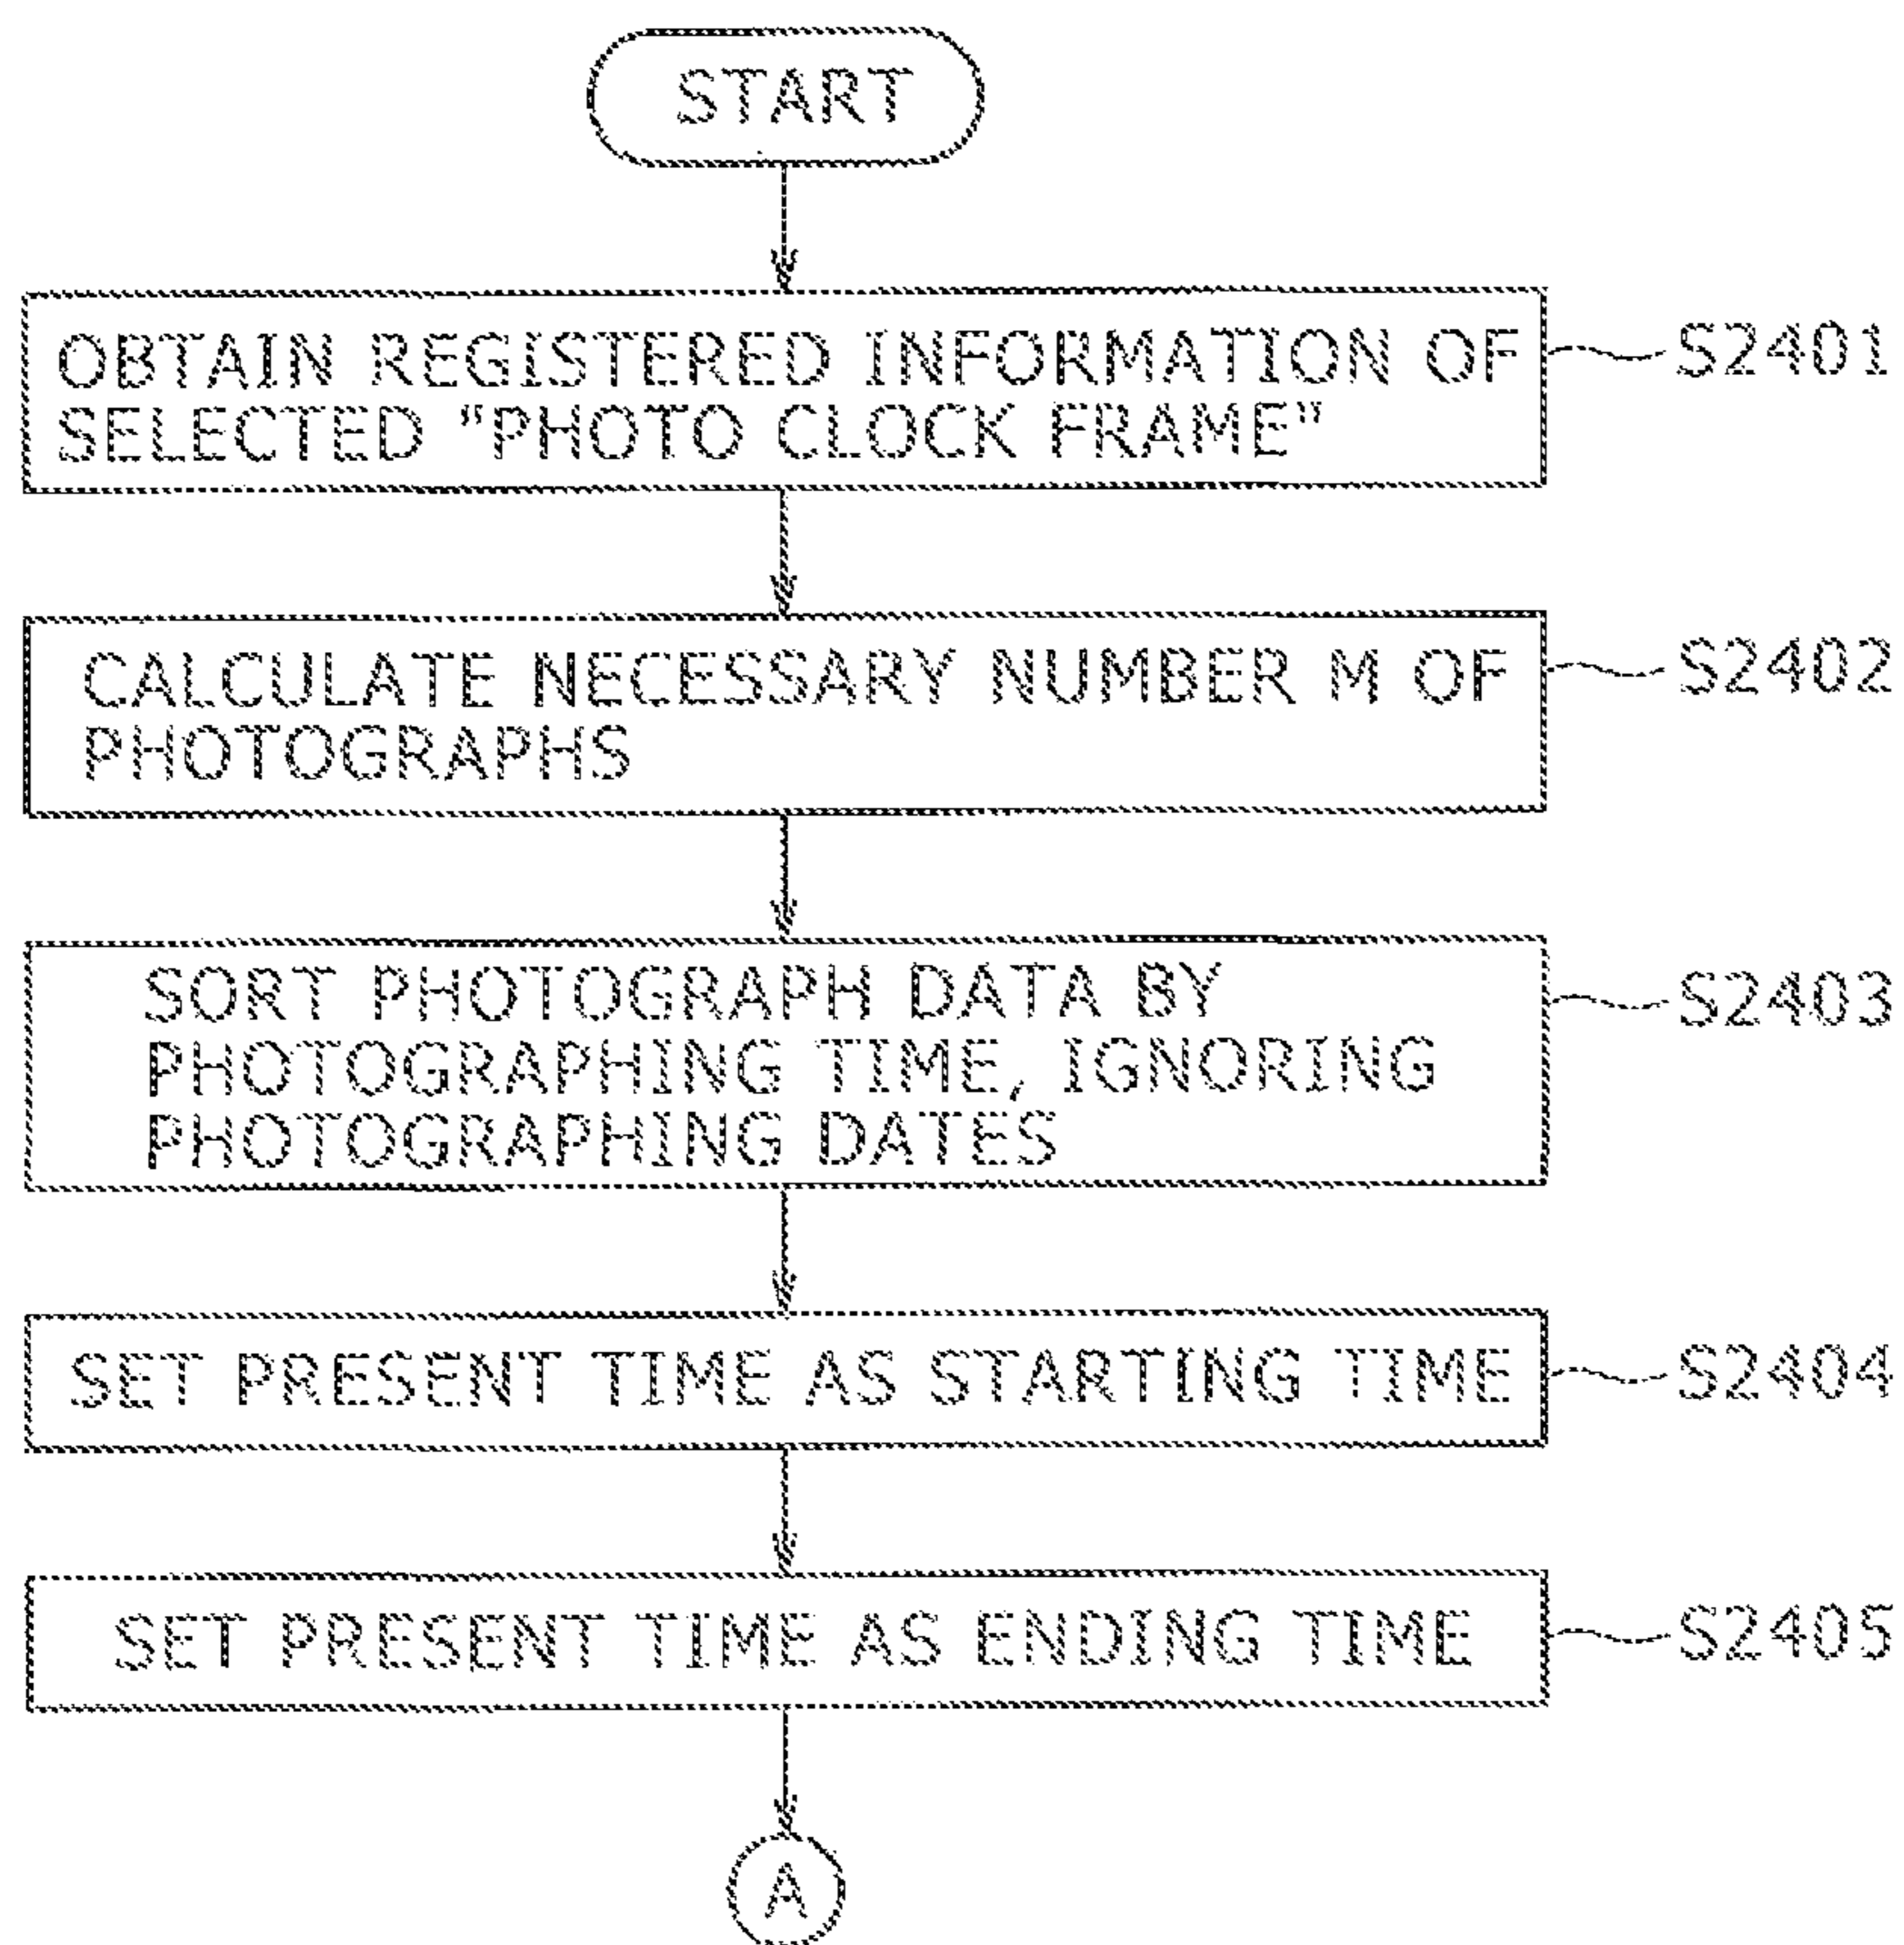 START
OBTAIN REGISTERED INFORMATION OF
SELECTED "PHOTO CLOCK FRAME"
S2401
CALCULATE NECESSARY NUMBER M OF
PHOTOGRAPHS
S2402
SORT PHOTOGRAPH DATA BY
PHOTOGRAPHING TIME, IGNORING
PHOTOGRAPHING DATES
S2403
SET PRESENT TIME AS STARTING TIME
S2404
SET PRESENT TIME AS ENDING TIME
S2405
A